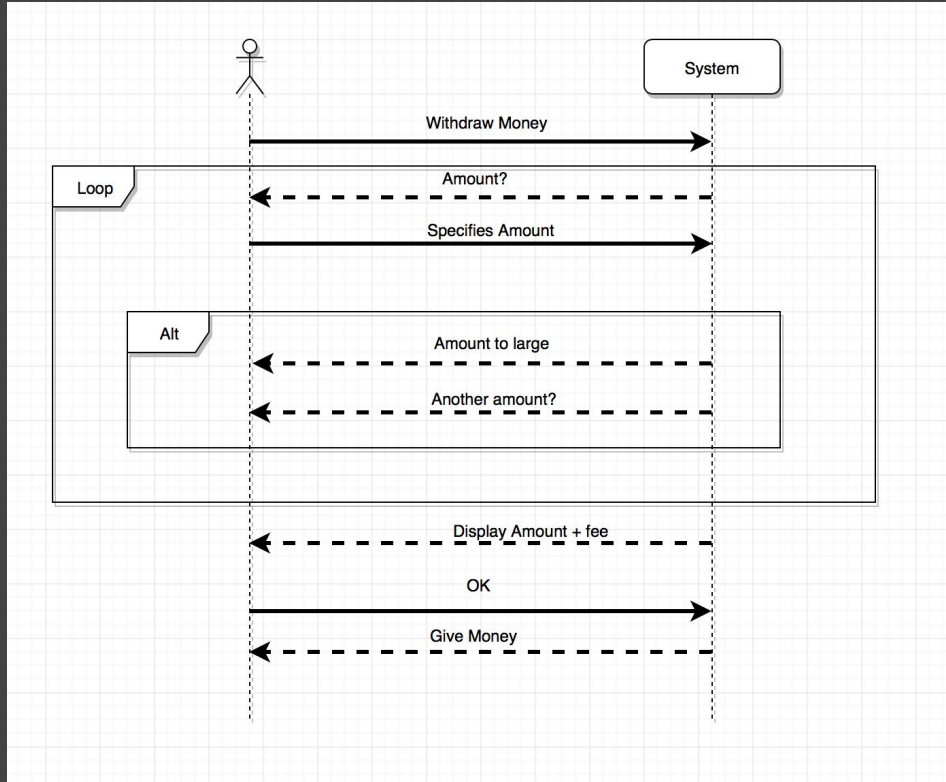 System
Withdraw Money
Loop
Amount?
Specifies Amount
Alt
Amount to large
Another amount?
Display Amount + fee
OK
Give Money